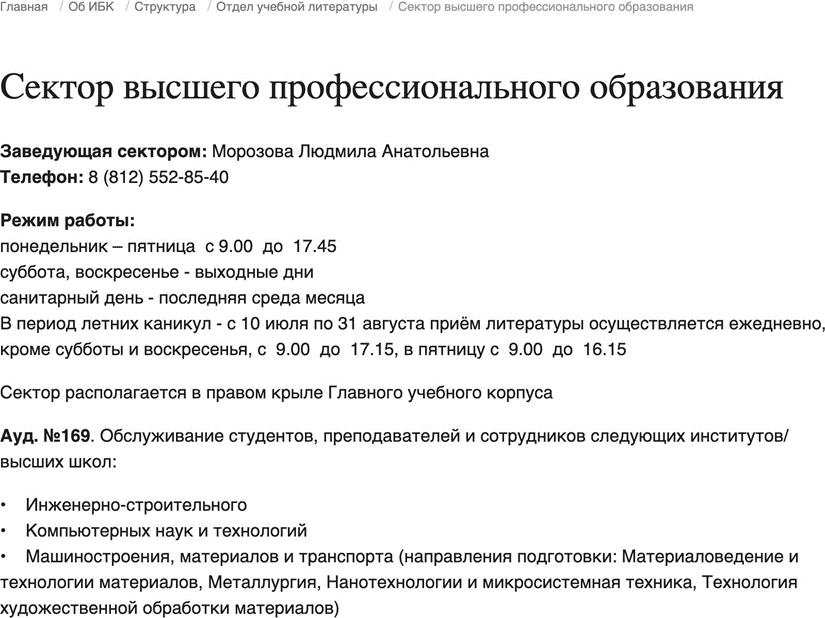 Главная / Об ИБК / Структура / Отдел учебной литературы / Сектор высшего профессионального образования
Сектор высшего профессионального образования
Заведующая сектором: Морозова Людмила Анатольевна
Телефон: 8 (812) 552-85-40
Режим работы:
понедельник – пятница с 9.00 до 17.45
суббота, воскресенье - выходные дни
санитарный день - последняя среда месяца
В период летних каникул - с 10 июля по 31 августа приём литературы осуществляется ежедневно,
кроме субботы и воскресенья, с 9.00 до 17.15, в пятницу с 9.00 до 16.15
Сектор располагается в правом крыле Главного учебного корпуса
Ауд. №169. Обслуживание студентов, преподавателей и сотрудников следующих институтов/
высших школ:
• Инженерно-строительного
• Компьютерных наук и технологий
• Машиностроения, материалов и транспорта (направления подготовки: Материаловедение и
технологии материалов, Металлургия, Нанотехнологии и микросистемная техника, Технология
художественной обработки материалов)